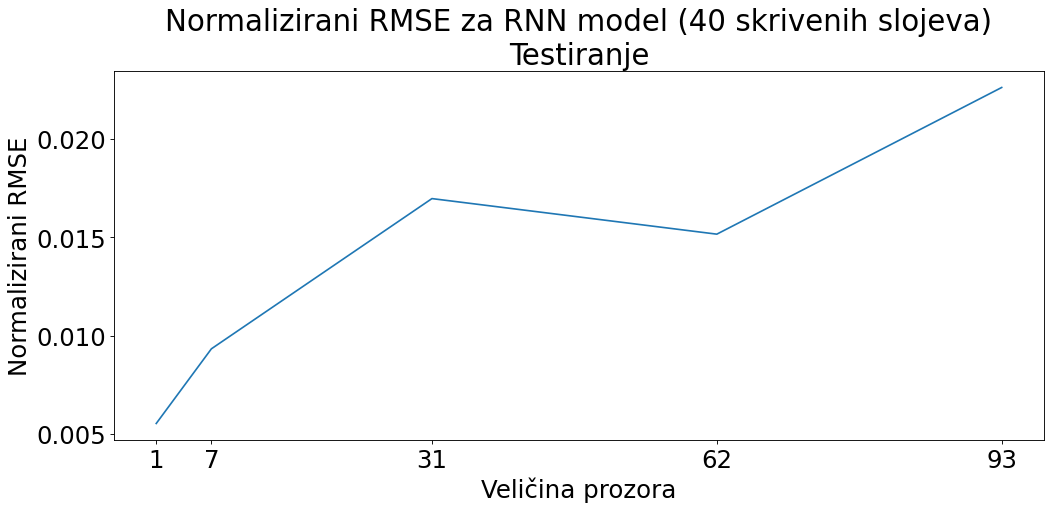 Normalizirani RMSE za RNN model (40 skrivenih slojeva)
Testiranje
Normalizirani RMSE
0.020
0.015
0.010
0.005
1 7 31 62 93
Veličina prozora